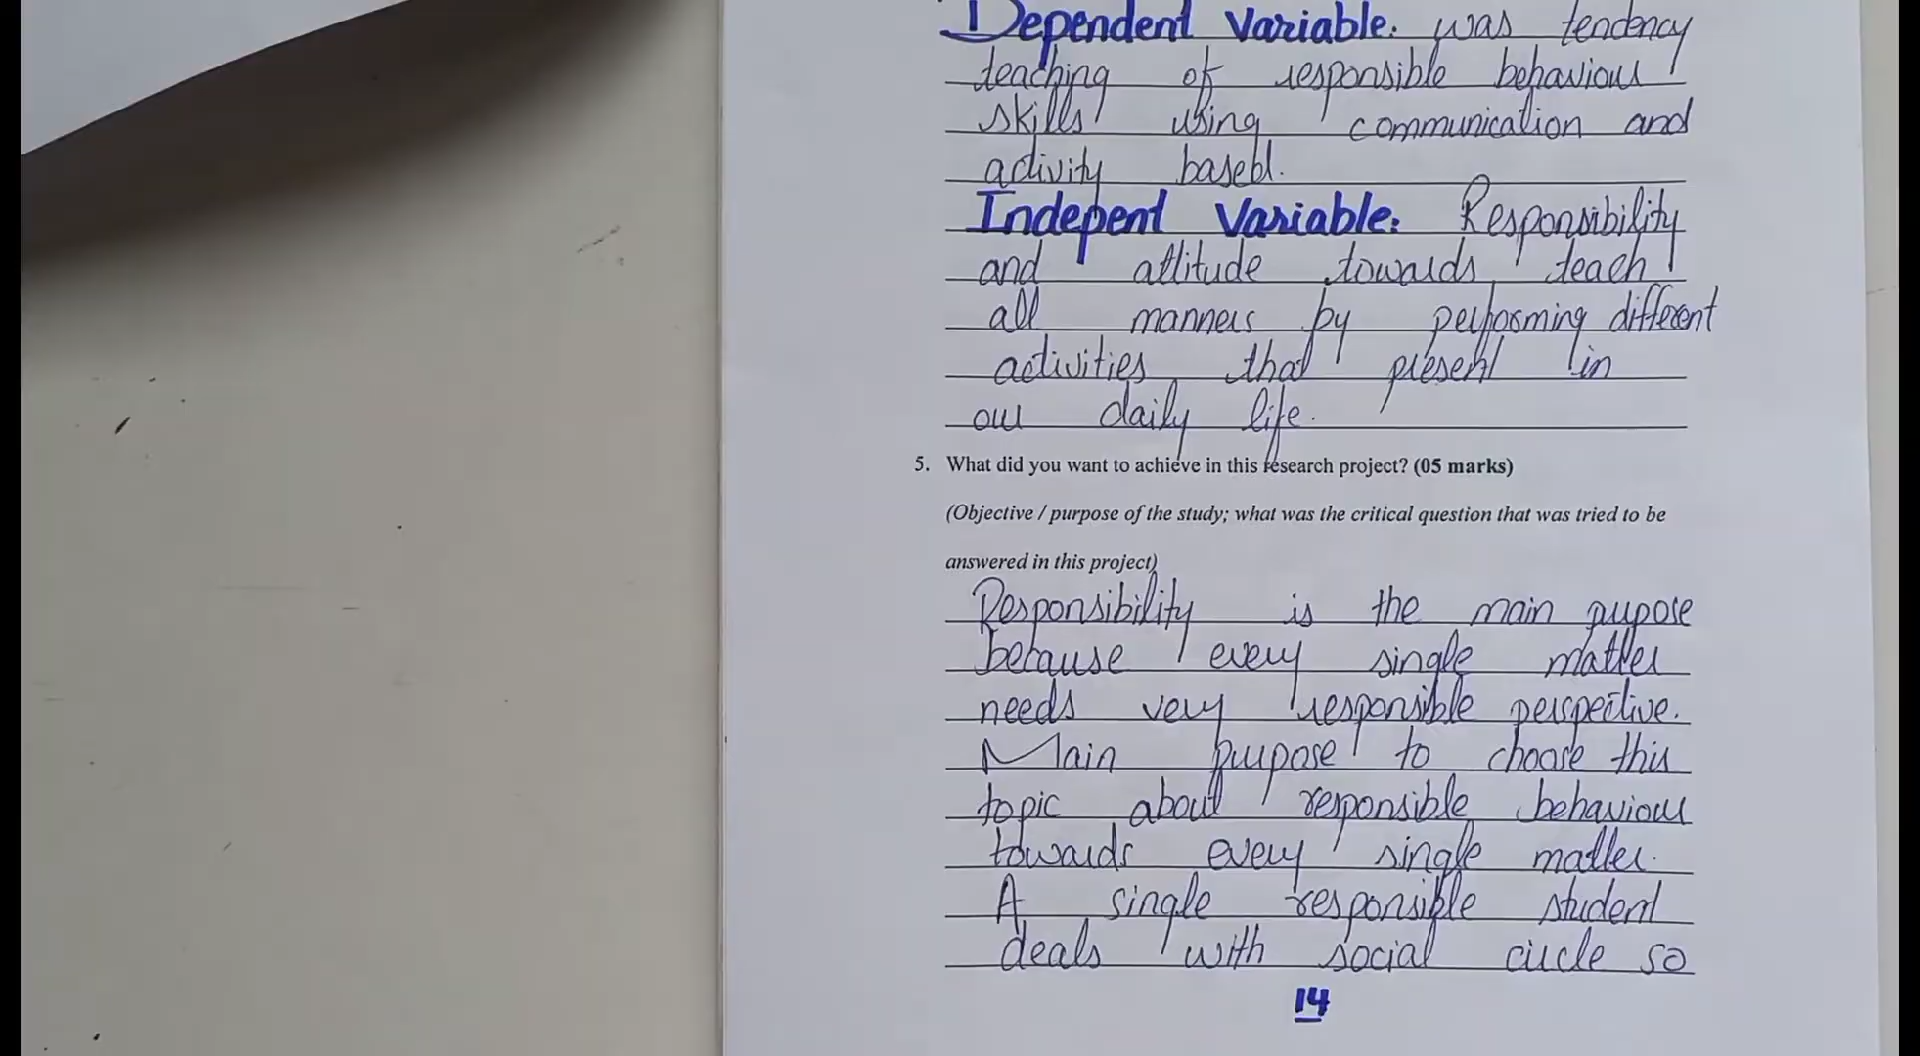 Dependent Variable: was tendency
teaching of responsible behaviour
skills using communication and
activity based.
Indepent Variable: Responsibility
and attitude towards teach
all manners by performing different
activities that present in
our daily life.
5. What did you want to achieve in this research project? (05 marks)
(Objective / purpose of the study; what was the critical question that was tried to be
answered in this project)
Responsibility is the main pupose
because every single matter
needs very responsible perspective.
Main purpose to choose this
topic about responsible behaviour
towards every single matter.
A single responsible student
deals with social circle so
14